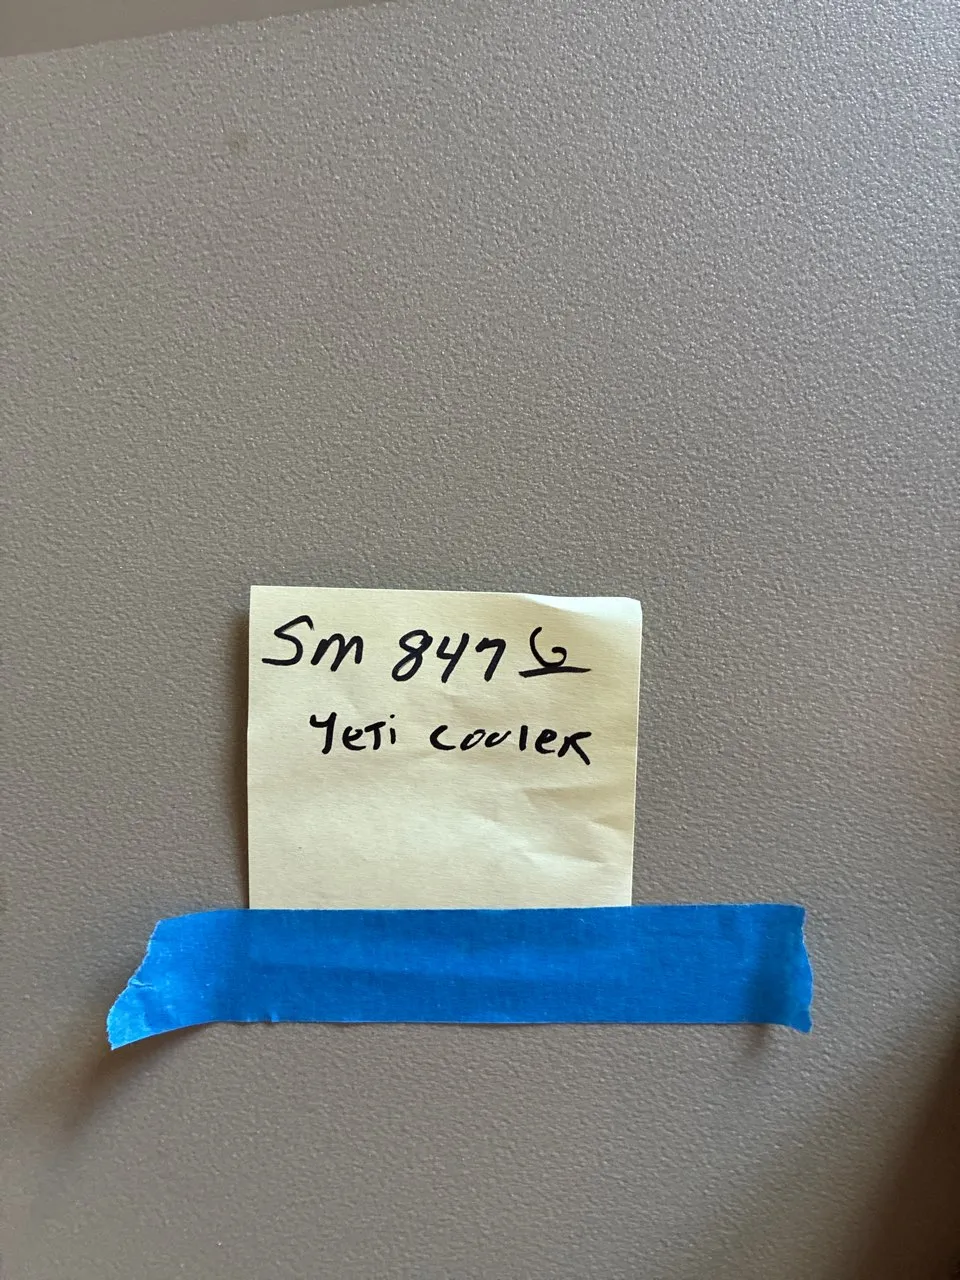 Sm 8476
Yeti cooler